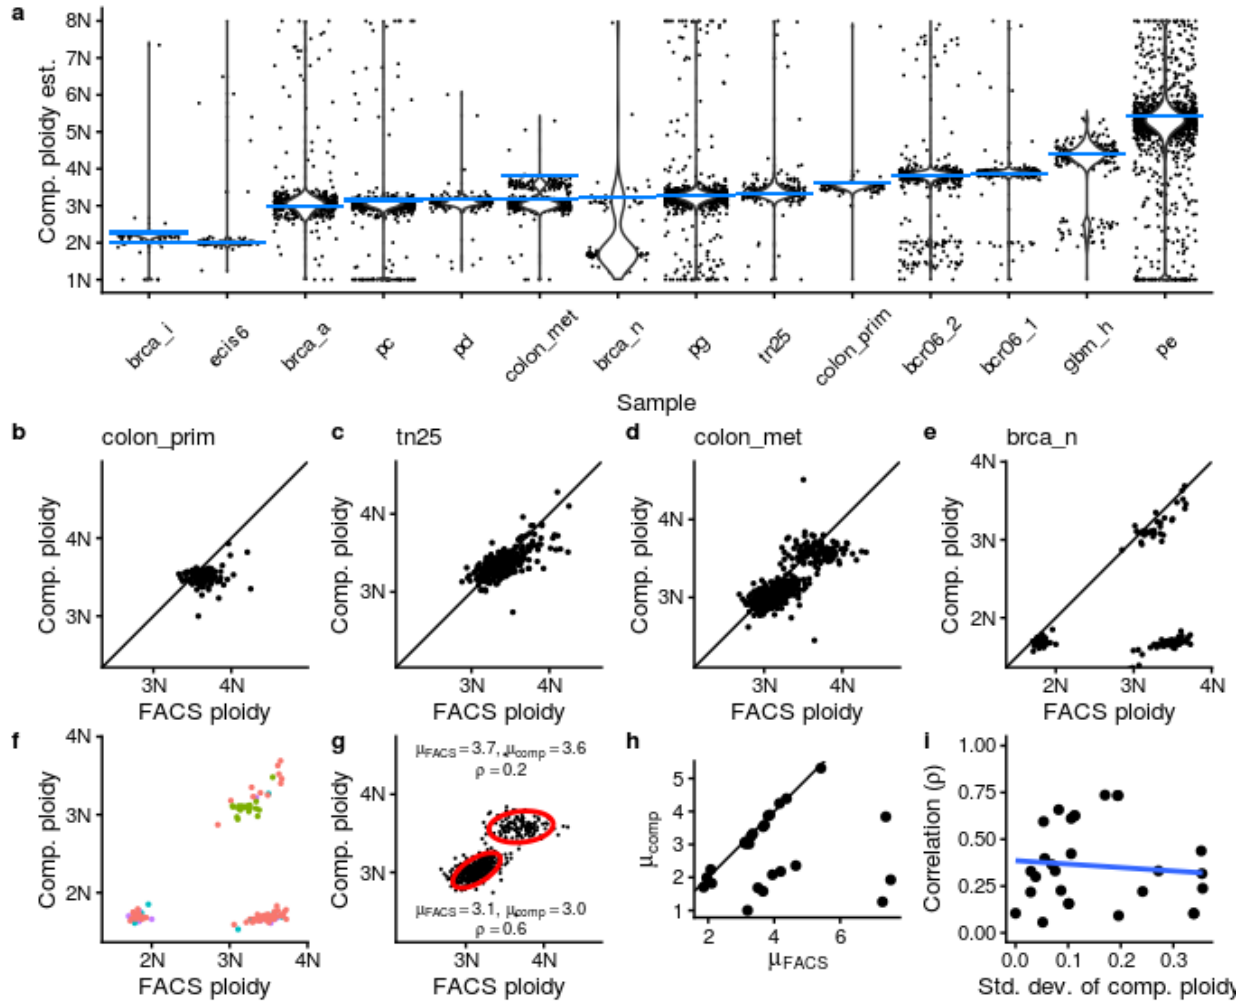 a
Comp. ploidy est.
8N
7N
6N
5N
4N
3N
2N
1N
brca_i
ecis6
brca_a
pc
pd
colon_met
brca_n
pg
tn25
colon_prim
bcr06_2
bcr06_1
gbm_h
pe
Sample
b
colon_prim
Comp. ploidy
4N
3N
3N 4N
FACS ploidy
c
tn25
Comp. ploidy
4N
3N
3N 4N
FACS ploidy
d
colon_met
Comp. ploidy
4N
3N
3N 4N
FACS ploidy
e
brca_n
Comp. ploidy
4N
3N
2N
2N 3N 4N
FACS ploidy
f
Comp. ploidy
4N
3N
2N
2N 3N 4N
FACS ploidy
g
Comp. ploidy
4N
3N
μFACS = 3.7, μcomp = 3.6
ρ = 0.2
μFACS = 3.1, μcomp = 3.0
ρ = 0.6
3N 4N
FACS ploidy
h
μcomp
5
4
3
2
1
2 4 6
μFACS
i
Correlation (ρ)
1.00
0.75
0.50
0.25
0.00
0.0 0.1 0.2 0.3
Std. dev. of comp. ploidy